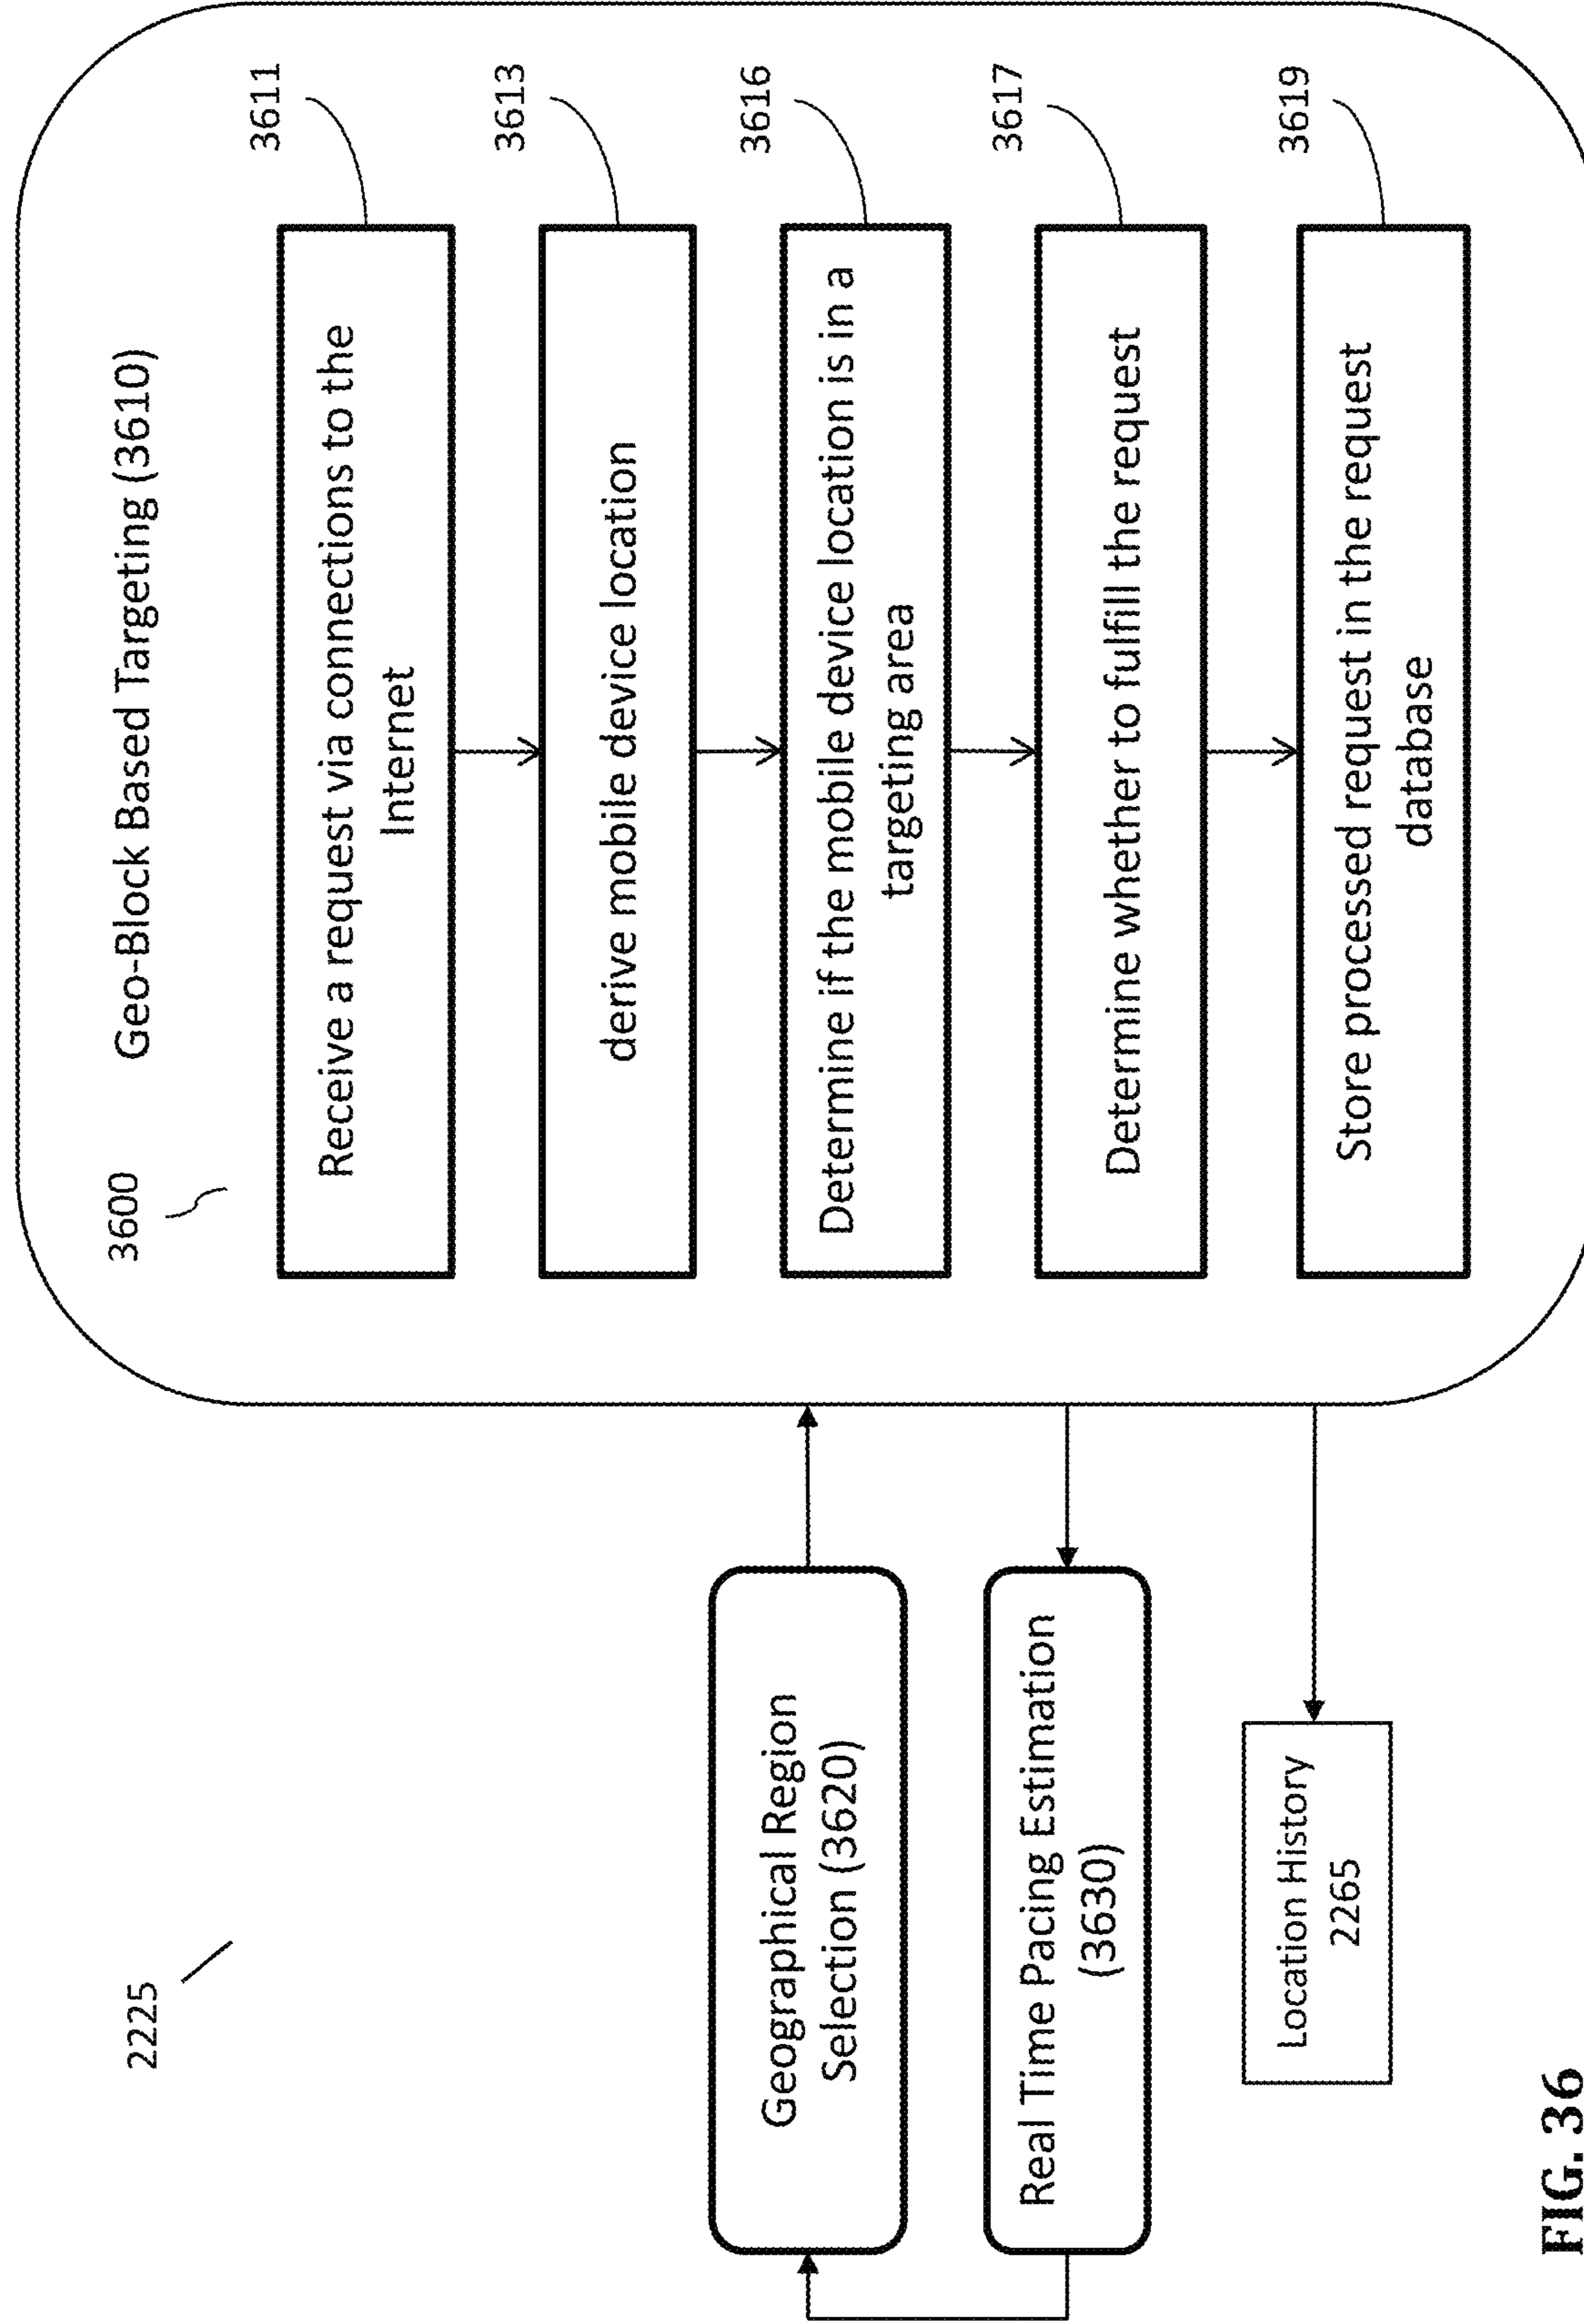 2225
3600
Geo-Block Based Targeting (3610)
3611
Receive a request via connections to the
Internet
3613
derive mobile device location
3616
Determine if the mobile device location is in a
targeting area
3617
Determine whether to fulfill the request
3619
Store processed request in the request
database
Geographical Region
Selection (3620)
Real Time Pacing Estimation
(3630)
Location History
2265
FIG. 36